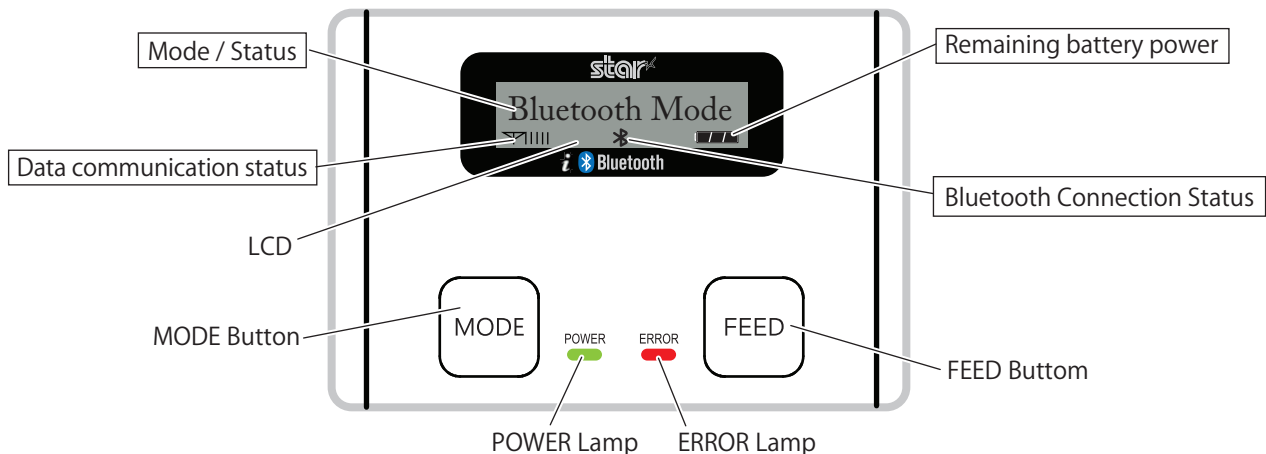 Mode / Status
Remaining battery power
star
Bluetooth Mode
Data communication status
i Bluetooth
Bluetooth Connection Status
LCD
MODE Button
MODE
POWER
ERROR
FEED
FEED Buttom
POWER Lamp
ERROR Lamp